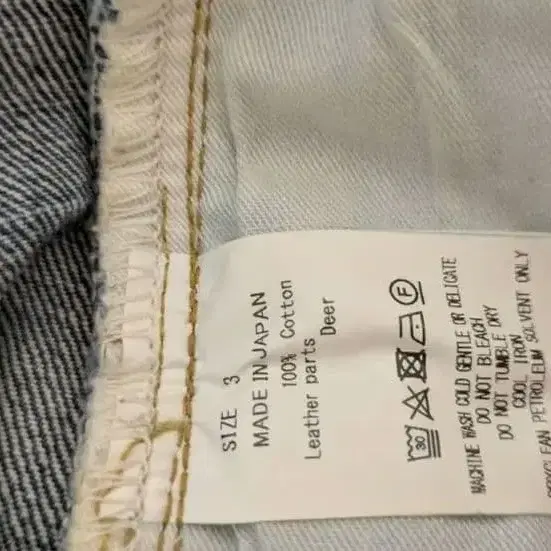 SIZE 3
MADE IN JAPAN
100% Cotton
Leather parts Deer
30 F
MACHINE WASH COLD GENTLE OR DELICATE
DO NOT BLEACH
DO NOT TUMBLE DRY
COOL IRON
PETROLEUM SOLVENT ONLY